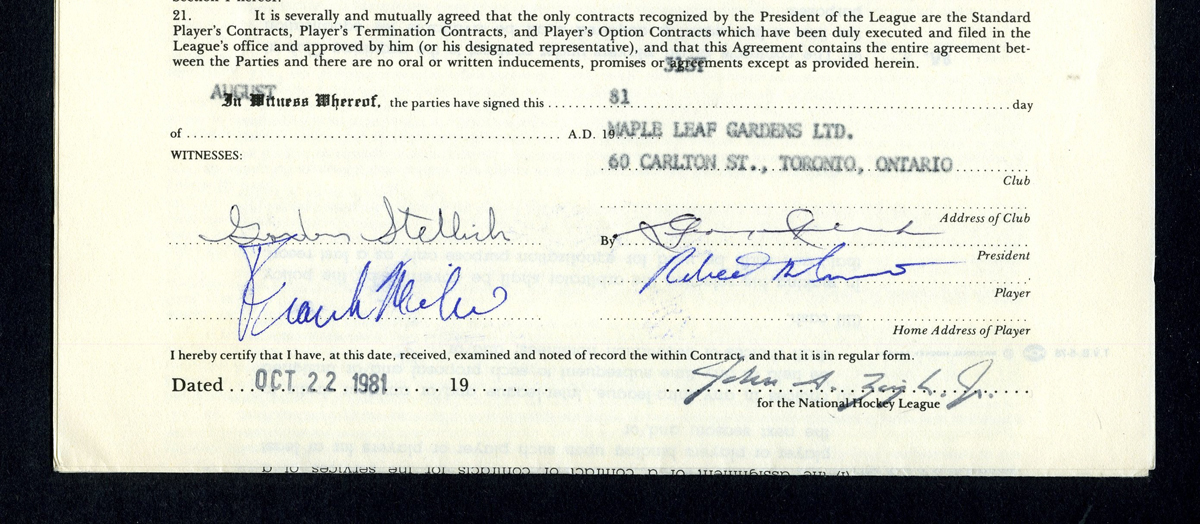 21. It is severally and mutually agreed that the only contracts recognized by the President of the League are the Standard
Player's Contracts, Player's Termination Contracts, and Player's Option Contracts which have been duly executed and filed in the
League's office and approved by him (or his designated representative), and that this Agreement contains the entire agreement bet-
ween the Parties and there are no oral or written inducements, promises or agreements except as provided herein.
31ST
AUGUST
In Witness Whereof, the parties have signed this 81 day
of A.D. 19 MAPLE LEAF GARDENS LTD.
WITNESSES:
60 CARLTON ST., TORONTO, ONTARIO
Club
Address of Club
Gordon Stellick
By
President
Player
Home Address of Player
I hereby certify that I have, at this date, received, examined and noted of record the within Contract, and that it is in regular form.
Dated OCT. 22 1981 19
John A. Ziegler Jr.
for the National Hockey League